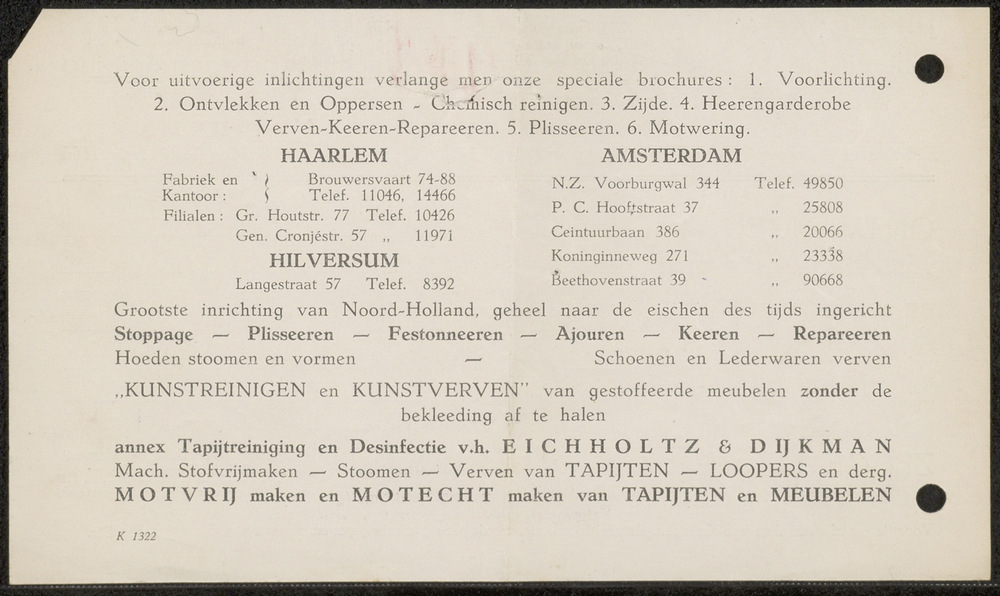 Voor uitvoerige inlichtingen verlange men onze speciale brochures: 1. Voorlichting.
2. Ontvlekken en Oppersen - Chemisch reinigen. 3. Zijde. 4. Heerengarderobe
Verven-Keeren-Repareeren. 5. Plisseeren. 6. Motwering.
HAARLEM
Fabriek en } Brouwersvaart 74-88
Kantoor: } Telef. 11046, 14466
Filialen: Gr. Houtstr. 77 Telef. 10426
Gen. Cronjéstr. 57 „ 11971
HILVERSUM
Langestraat 57 Telef. 8392
AMSTERDAM
N.Z. Voorburgwal 344 Telef. 49850
P. C. Hooftstraat 37 „ 25808
Ceintuurbaan 386 „ 20066
Koninginneweg 271 „ 23338
Beethovenstraat 39 - „ 90668
Grootste inrichting van Noord-Holland, geheel naar de eischen des tijds ingericht
Stoppage — Plisseeren — Festonneeren — Ajouren — Keeren — Repareeren
Hoeden stoomen en vormen — Schoenen en Lederwaren verven
„KUNSTREINIGEN en KUNSTVERVEN” van gestoffeerde meubelen zonder de
bekleeding af te halen
annex Tapijtreiniging en Desinfectie v.h. EICHHOLTZ & DIJKMAN
Mach. Stofvrijmaken — Stoomen — Verven van TAPIJTEN — LOOPERS en derg.
MOTVRIJ maken en MOTECHT maken van TAPIJTEN en MEUBELEN
K 1322